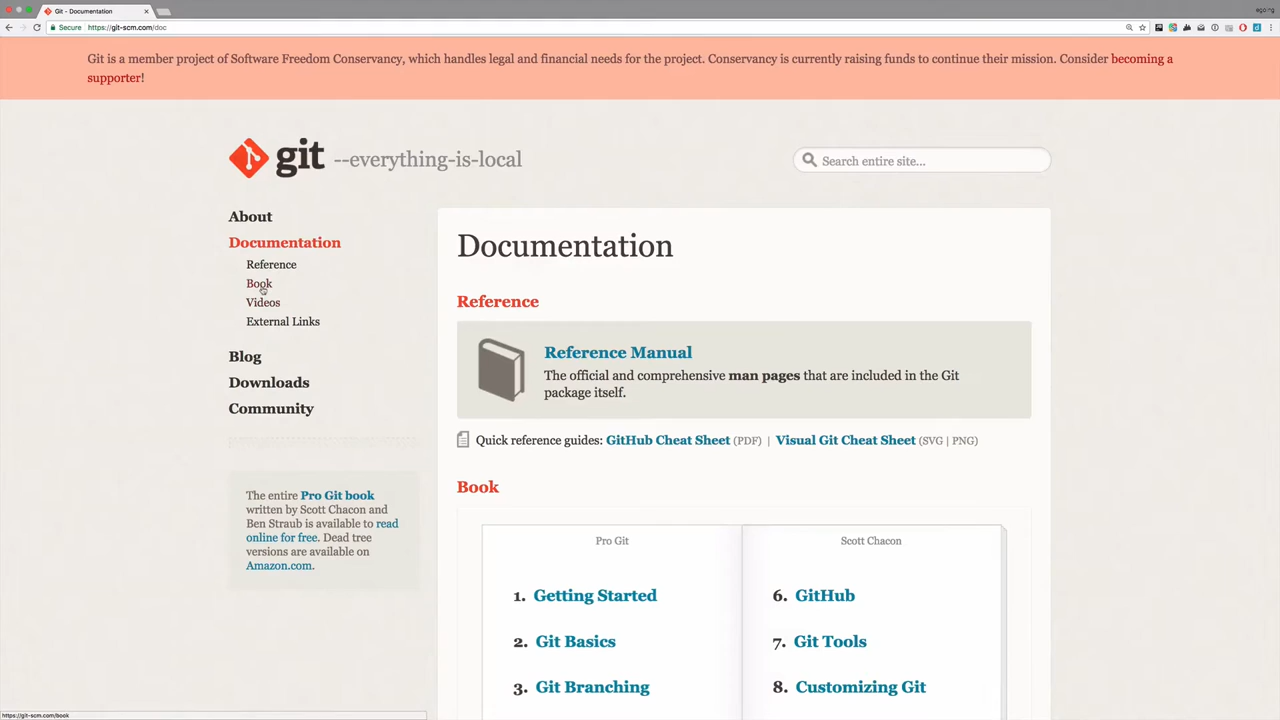 Git - Documentation
egoing
Secure https://git-scm.com/doc
Git is a member project of Software Freedom Conservancy, which handles legal and financial needs for the project. Conservancy is currently raising funds to continue their mission. Consider becoming a
supporter!
git --everything-is-local
Search entire site...
About
Documentation
Reference
Book
Videos
External Links
Blog
Downloads
Community
The entire Pro Git book
written by Scott Chacon and
Ben Straub is available to read
online for free. Dead tree
versions are available on
Amazon.com.
Documentation
Reference
Reference Manual
The official and comprehensive man pages that are included in the Git
package itself.
Quick reference guides: GitHub Cheat Sheet (PDF) | Visual Git Cheat Sheet (SVG | PNG)
Book
Pro Git
1. Getting Started
2. Git Basics
3. Git Branching
Scott Chacon
6. GitHub
7. Git Tools
8. Customizing Git
https://git-scm.com/book